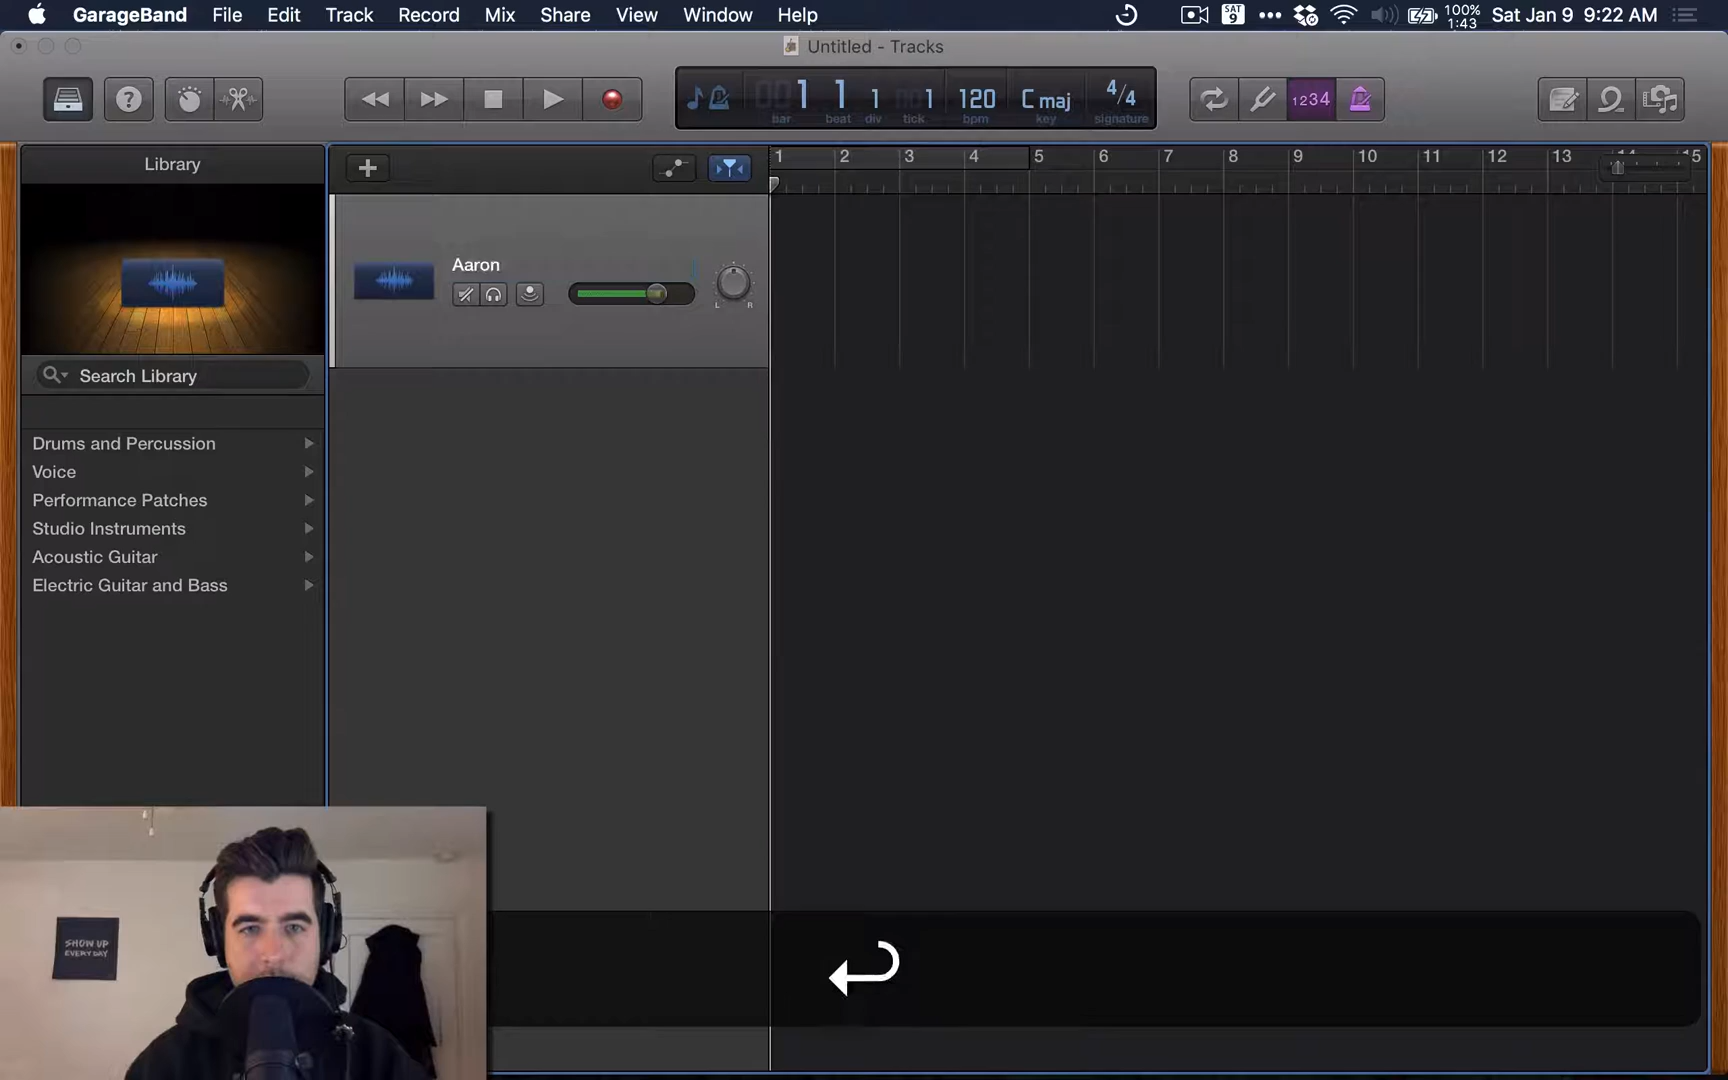 GarageBand File Edit Track Record Mix Share View Window Help SAT 9 100% 1:43 Sat Jan 9 9:22 AM
Untitled - Tracks
1 1 1 1 120 C maj 4/4
bar beat div tick bpm key signature
1234
Library
1 2 3 4 5 6 7 8 9 10 11 12 13 14 15
Aaron
L R
Search Library
Drums and Percussion
Voice
Performance Patches
Studio Instruments
Acoustic Guitar
Electric Guitar and Bass
SHOW UP
EVERY DAY